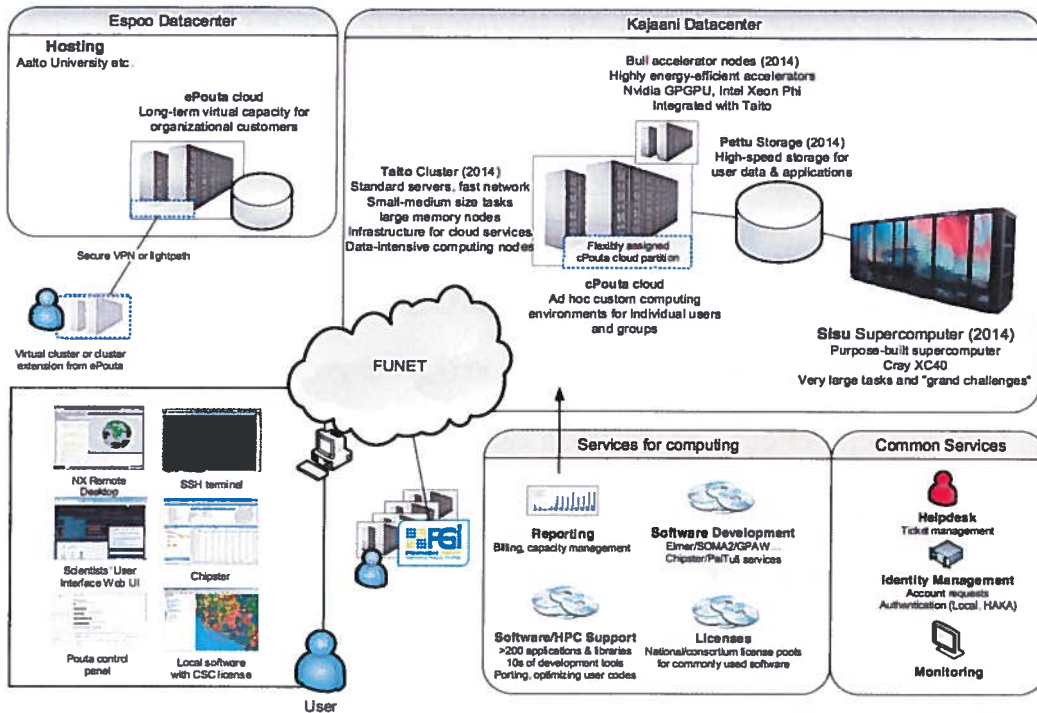 Espoo Datacenter
Hosting
Aalto University etc.
ePouta cloud
Long-term virtual capacity for
organizational customers
Secure VPN or lightpath
Virtual cluster or cluster
extension from ePouta
Kajaani Datacenter
Bull accelerator nodes (2014)
Highly energy-efficient accelerators
Nvidia GPGPU, Intel Xeon Phi
Integrated with Taito
Taito Cluster (2014)
Standard servers, fast network
Small-medium size tasks
large memory nodes
Infrastructure for cloud services
Data-intensive computing nodes
Flexibly assigned
cPouta cloud partition
cPouta cloud
Ad hoc custom computing
environments for individual users
and groups
Pettu Storage (2014)
High-speed storage for
user data & applications
Sisu Supercomputer (2014)
Purpose-built supercomputer
Cray XC40
Very large tasks and "grand challenges"
FUNET
NX Remote
Desktop
SSH terminal
Scientists' User
Interface Web UI
Chipster
Pouta control
panel
Local software
with CSC license
User
FGI
Services for computing
Reporting
Billing, capacity management
Software Development
Elmer/SOMA2/GPAW ...
Chipster/PaITuli services
Software/HPC Support
>200 applications & libraries
10s of development tools
Porting, optimizing user codes
Licenses
National/consortium license pools
for commonly used software
Common Services
Helpdesk
Ticket management
Identity Management
Account requests
Authentication (Local, HAKA)
Monitoring